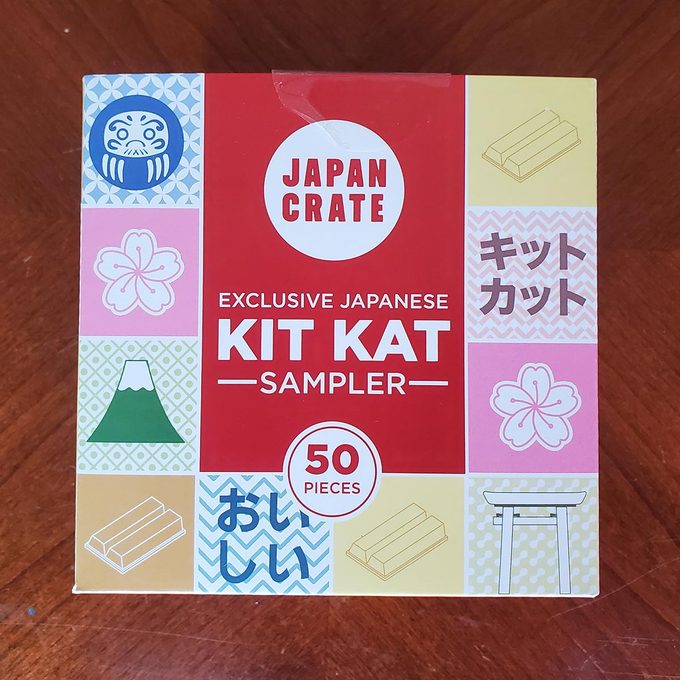 JAPAN
CRATE
キット
カット
EXCLUSIVE JAPANESE
KIT KAT
SAMPLER
50
PIECES
おい
しい